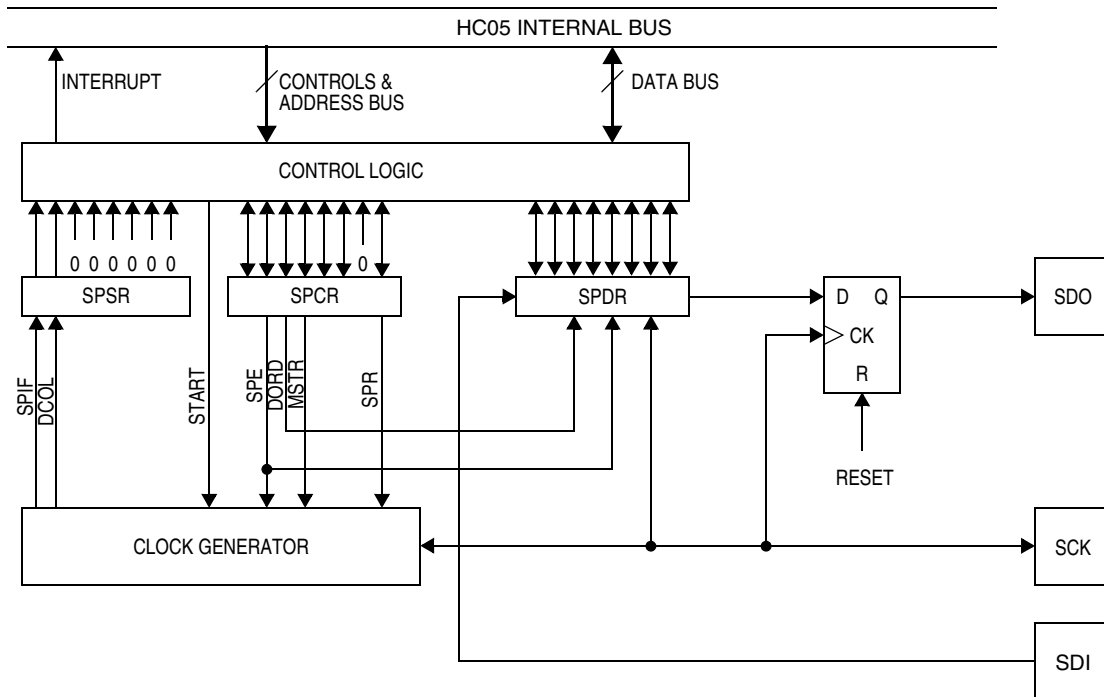 HC05 INTERNAL BUS
INTERRUPT
CONTROLS &
ADDRESS BUS
DATA BUS
CONTROL LOGIC
0 0 0 0 0 0
0
SPSR
SPCR
SPDR
D Q
CK
R
SDO
SPIF
DCOL
START
SPE
DORD
MSTR
SPR
RESET
CLOCK GENERATOR
SCK
SDI